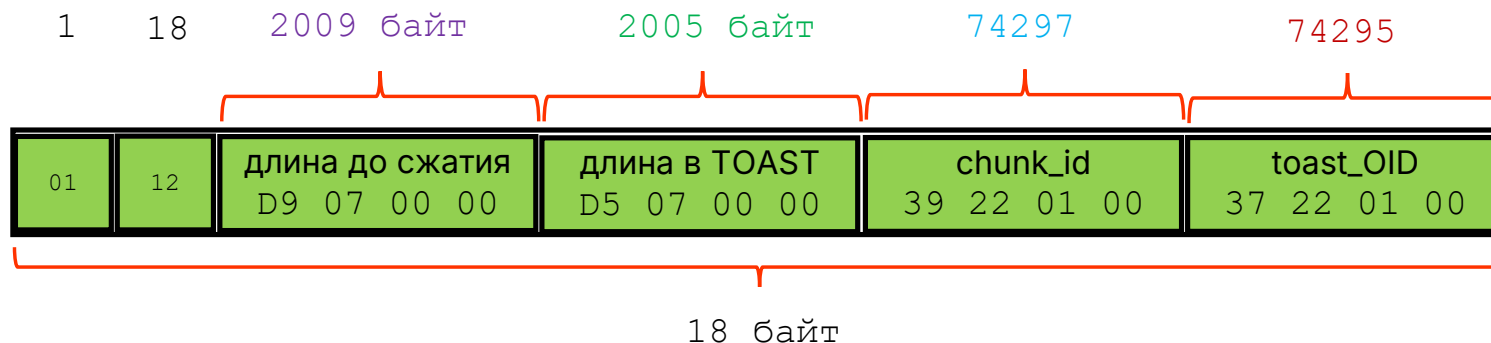 1 18 2009 байт 2005 байт 74297 74295
01 12 длина до сжатия длина в TOAST chunk_id toast_OID
D9 07 00 00 D5 07 00 00 39 22 01 00 37 22 01 00
18 байт